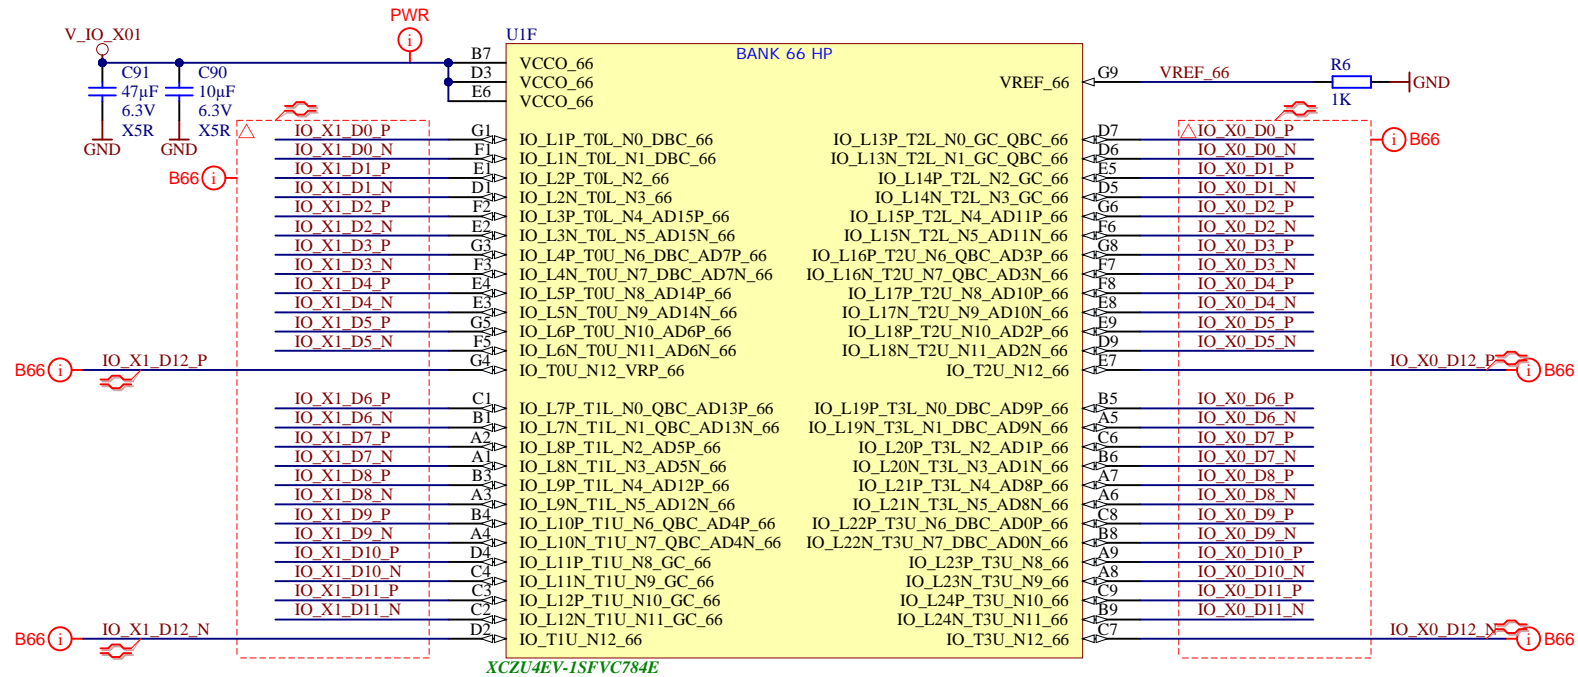 PWR
V_IO_X01
C91
47µF
6.3V
X5R
GND
C90
10µF
6.3V
X5R
GND
U1F
BANK 66 HP
B7 VCCO_66
D3 VCCO_66
E6 VCCO_66
VREF_66 G9 VREF_66
R6
1K
GND
B66
B66
IO_X1_D0_P G1 IO_L1P_T0L_N0_DBC_66
IO_X1_D0_N F1 IO_L1N_T0L_N1_DBC_66
IO_X1_D1_P E1 IO_L2P_T0L_N2_66
IO_X1_D1_N D1 IO_L2N_T0L_N3_66
IO_X1_D2_P F2 IO_L3P_T0L_N4_AD15P_66
IO_X1_D2_N E2 IO_L3N_T0L_N5_AD15N_66
IO_X1_D3_P G3 IO_L4P_T0U_N6_DBC_AD7P_66
IO_X1_D3_N F3 IO_L4N_T0U_N7_DBC_AD7N_66
IO_X1_D4_P E4 IO_L5P_T0U_N8_AD14P_66
IO_X1_D4_N E3 IO_L5N_T0U_N9_AD14N_66
IO_X1_D5_P G5 IO_L6P_T0U_N10_AD6P_66
IO_X1_D5_N F5 IO_L6N_T0U_N11_AD6N_66
B66 IO_X1_D12_P G4 IO_T0U_N12_VRP_66
IO_X1_D6_P C1 IO_L7P_T1L_N0_QBC_AD13P_66
IO_X1_D6_N B1 IO_L7N_T1L_N1_QBC_AD13N_66
IO_X1_D7_P A2 IO_L8P_T1L_N2_AD5P_66
IO_X1_D7_N A1 IO_L8N_T1L_N3_AD5N_66
IO_X1_D8_P B3 IO_L9P_T1L_N4_AD12P_66
IO_X1_D8_N A3 IO_L9N_T1L_N5_AD12N_66
IO_X1_D9_P B4 IO_L10P_T1U_N6_QBC_AD4P_66
IO_X1_D9_N A4 IO_L10N_T1U_N7_QBC_AD4N_66
IO_X1_D10_P D4 IO_L11P_T1U_N8_GC_66
IO_X1_D10_N C4 IO_L11N_T1U_N9_GC_66
IO_X1_D11_P C3 IO_L12P_T1U_N10_GC_66
IO_X1_D11_N C2 IO_L12N_T1U_N11_GC_66
B66 IO_X1_D12_N D2 IO_T1U_N12_66
IO_L13P_T2L_N0_GC_QBC_66 D7 IO_X0_D0_P
IO_L13N_T2L_N1_GC_QBC_66 D6 IO_X0_D0_N
IO_L14P_T2L_N2_GC_66 E5 IO_X0_D1_P
IO_L14N_T2L_N3_GC_66 D5 IO_X0_D1_N
IO_L15P_T2L_N4_AD11P_66 G6 IO_X0_D2_P
IO_L15N_T2L_N5_AD11N_66 F6 IO_X0_D2_N
IO_L16P_T2U_N6_QBC_AD3P_66 G8 IO_X0_D3_P
IO_L16N_T2U_N7_QBC_AD3N_66 F7 IO_X0_D3_N
IO_L17P_T2U_N8_AD10P_66 F8 IO_X0_D4_P
IO_L17N_T2U_N9_AD10N_66 E8 IO_X0_D4_N
IO_L18P_T2U_N10_AD2P_66 E9 IO_X0_D5_P
IO_L18N_T2U_N11_AD2N_66 D9 IO_X0_D5_N
IO_T2U_N12_66 E7 IO_X0_D12_P B66
IO_L19P_T3L_N0_DBC_AD9P_66 B5 IO_X0_D6_P
IO_L19N_T3L_N1_DBC_AD9N_66 A5 IO_X0_D6_N
IO_L20P_T3L_N2_AD1P_66 C6 IO_X0_D7_P
IO_L20N_T3L_N3_AD1N_66 B6 IO_X0_D7_N
IO_L21P_T3L_N4_AD8P_66 A7 IO_X0_D8_P
IO_L21N_T3L_N5_AD8N_66 A6 IO_X0_D8_N
IO_L22P_T3U_N6_DBC_AD0P_66 C8 IO_X0_D9_P
IO_L22N_T3U_N7_DBC_AD0N_66 B8 IO_X0_D9_N
IO_L23P_T3U_N8_66 A9 IO_X0_D10_P
IO_L23N_T3U_N9_66 A8 IO_X0_D10_N
IO_L24P_T3U_N10_66 C9 IO_X0_D11_P
IO_L24N_T3U_N11_66 B9 IO_X0_D11_N
IO_T3U_N12_66 C7 IO_X0_D12_N B66
XCZU4EV-1SFVC784E